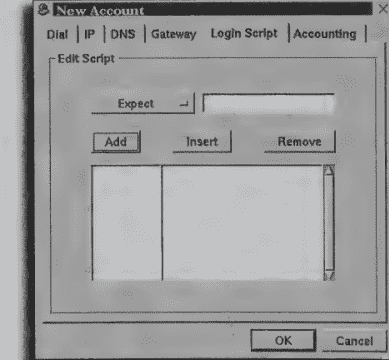 New Account
Dial IP DNS Gateway Login Script Accounting
Edit Script
Expect
Add Insert Remove
OK Cancel